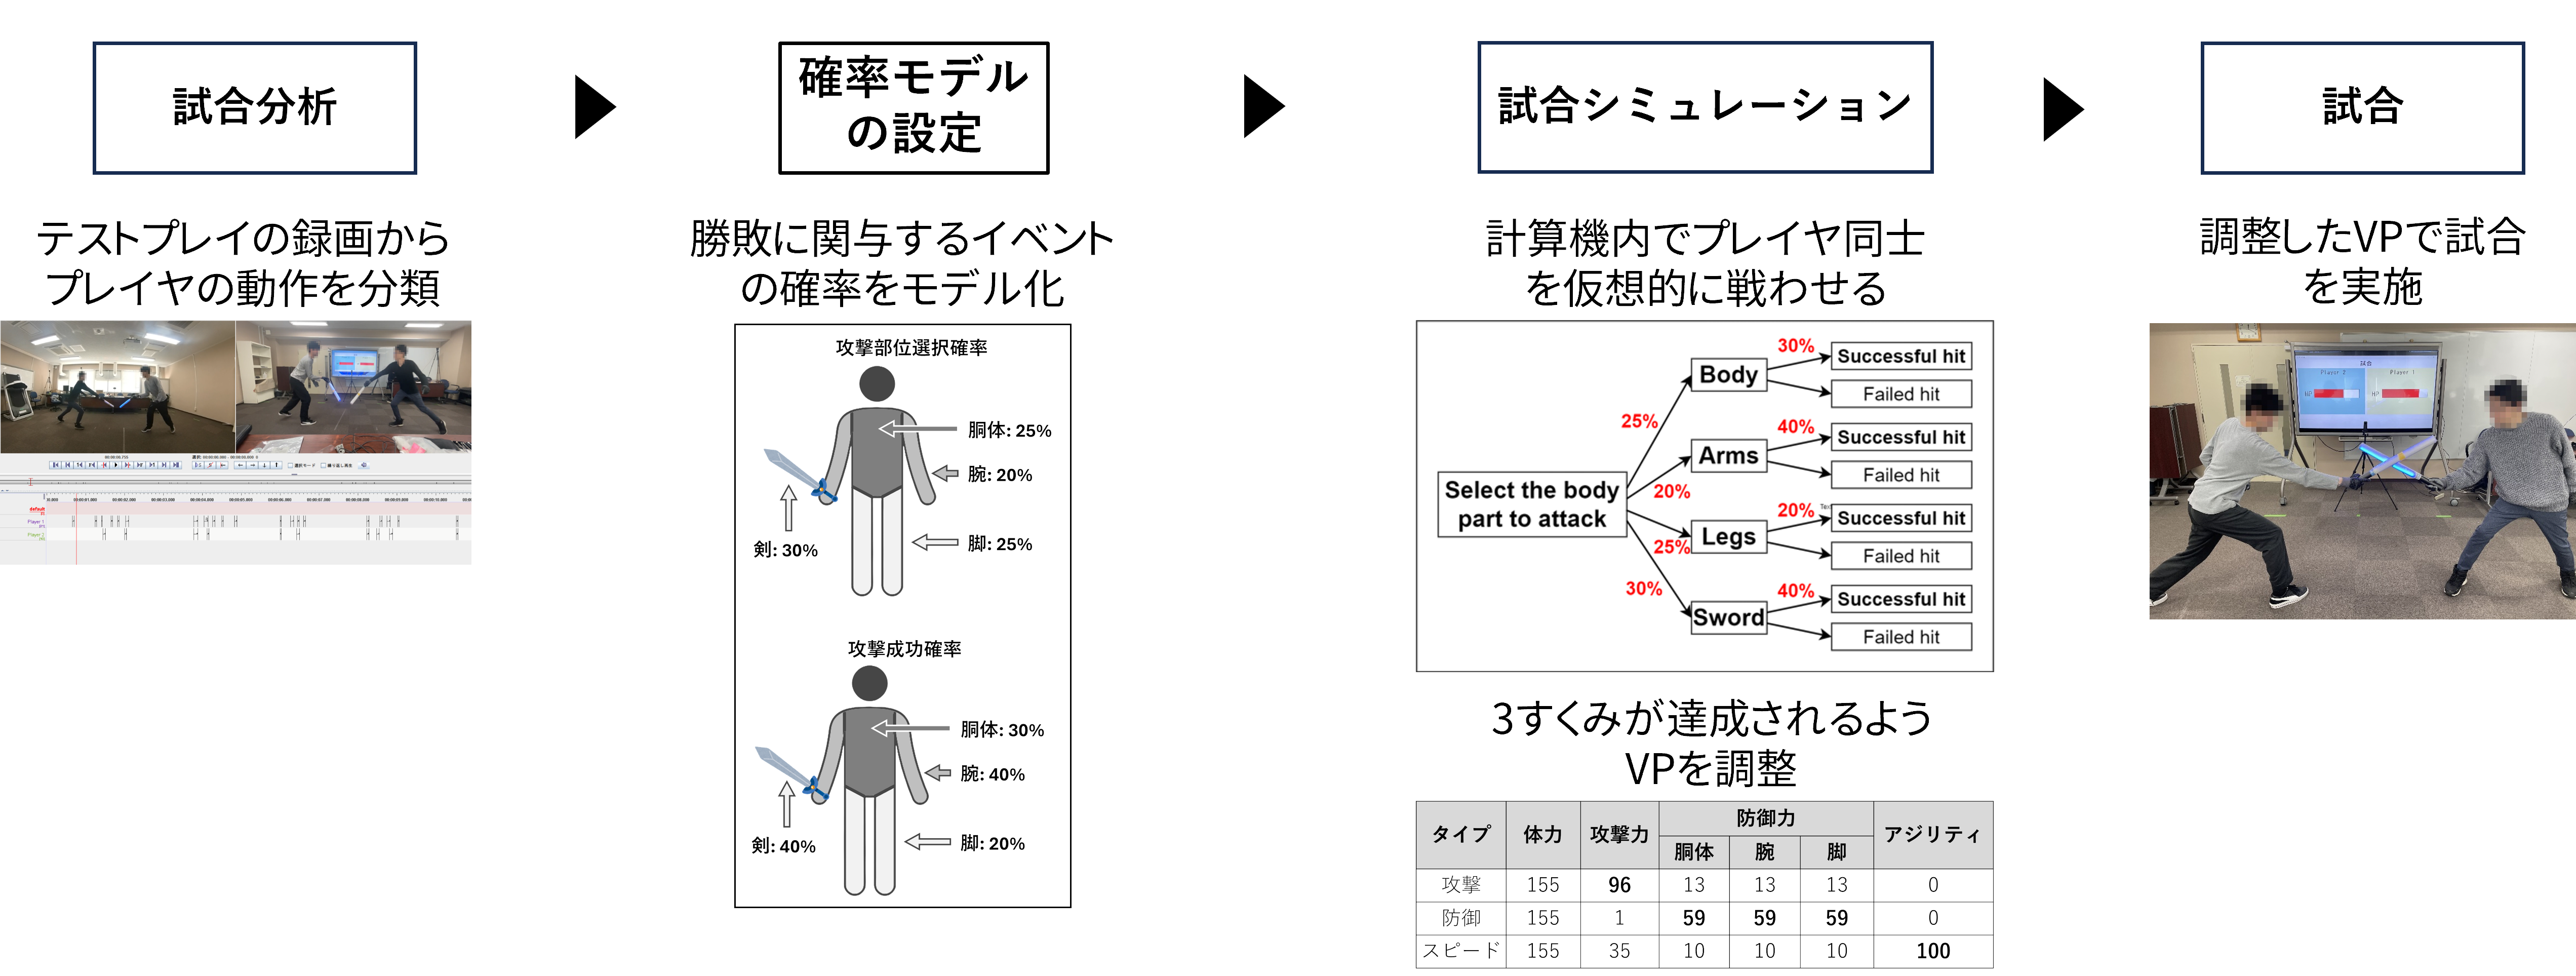 試合分析
確率モデル
の設定
試合シミュレーション
試合
テストプレイの録画から
プレイヤの動作を分類
勝敗に関与するイベント
の確率をモデル化
攻撃部位選択確率
胴体: 25%
腕: 20%
剣: 30%
脚: 25%
攻撃成功確率
胴体: 30%
腕: 40%
剣: 40%
脚: 20%
計算機内でプレイヤ同士
を仮想的に戦わせる
Select the body
part to attack
25%
20%
25%
30%
Body
30%
Successful hit
Failed hit
Arms
40%
Successful hit
Failed hit
Legs
20%
Successful hit
Failed hit
Sword
40%
Successful hit
Failed hit
3すくみが達成されるよう
VPを調整
タイプ 体力 攻撃力 防御力 アジリティ
胴体 腕 脚
攻撃 155 96 13 13 13 0
防御 155 1 59 59 59 0
スピード 155 35 10 10 10 100
調整したVPで試合
を実施
試合
Player 2 Player 1
HP HP